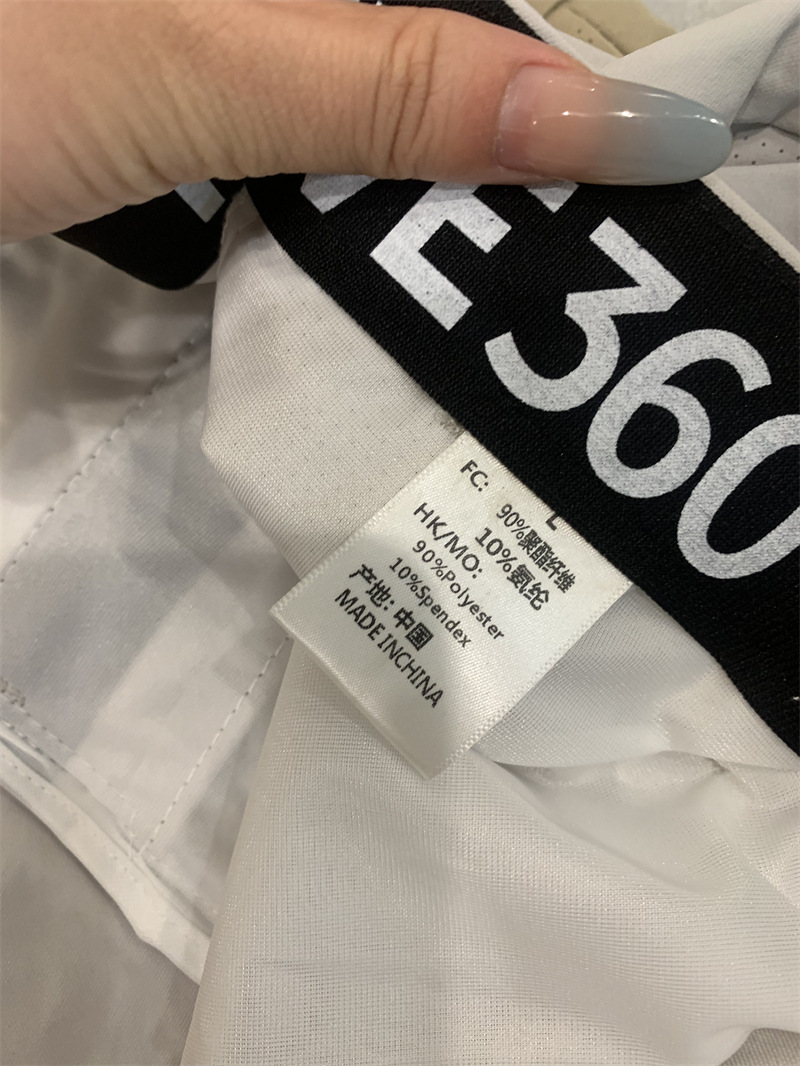 E 360
L
FC: 90%聚酯纤维
10%氨纶
HK/MO:
90%Polyester
10%Spendex
产地: 中国
MADE INCHINA